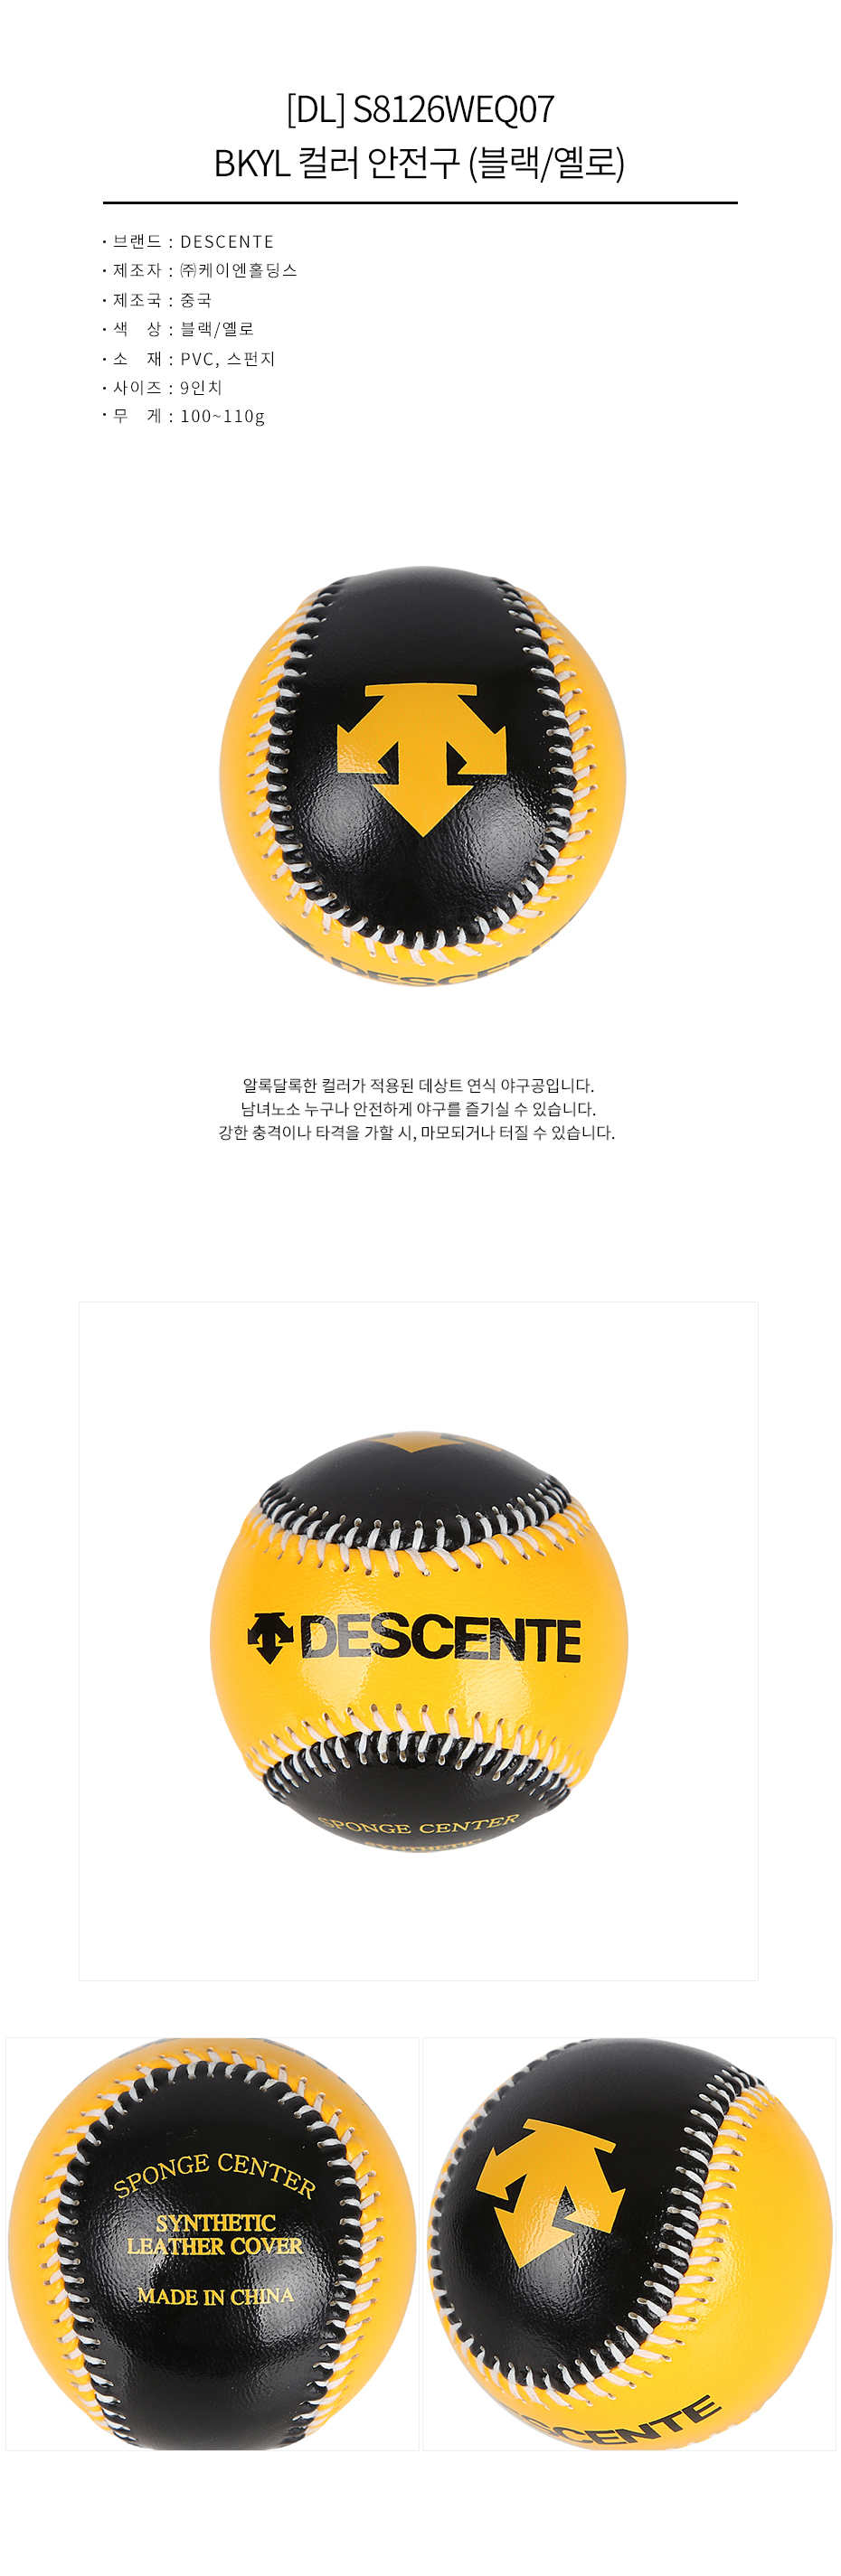 [DL] S8126WEQ07
BKYL 컬러 안전구 (블랙/옐로)
· 브랜드 : DESCENTE
· 제조자 : ㈜케이엔홀딩스
· 제조국 : 중국
· 색 상 : 블랙/옐로
· 소 재 : PVC, 스펀지
· 사이즈 : 9인치
· 무 게 : 100~110g
DESCENT
알록달록한 컬러가 적용된 데상트 연식 야구공입니다.
남녀노소 누구나 안전하게 야구를 즐기실 수 있습니다.
강한 충격이나 타격을 가할 시, 마모되거나 터질 수 있습니다.
DESCENTE
SPONGE CENTER
SYNTHETIC
SPONGE CENTER
SYNTHETIC
LEATHER COVER
MADE IN CHINA
SCENTE